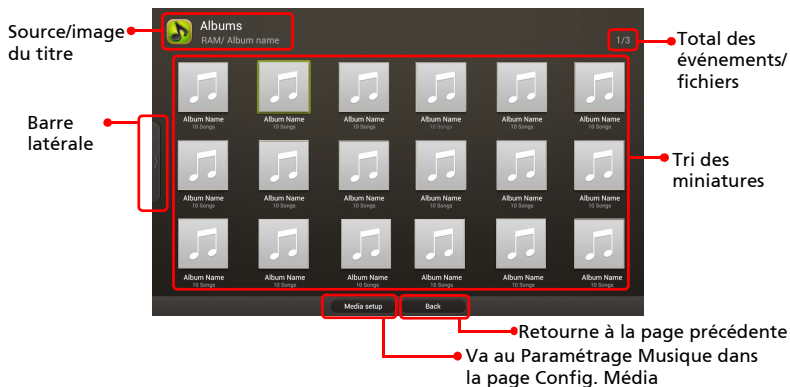 Source/image
du titre
Albums
RAM/ Album name
1/3
Total des
événements/
fichiers
Barre
latérale
Album Name
10 Songs
Album Name
10 Songs
Album Name
10 Songs
Album Name
10 Songs
Album Name
10 Songs
Album Name
10 Songs
Album Name
10 Songs
Album Name
10 Songs
Album Name
10 Songs
Album Name
10 Songs
Album Name
10 Songs
Album Name
10 Songs
Tri des
miniatures
Album Name
10 Songs
Album Name
10 Songs
Album Name
10 Songs
Album Name
10 Songs
Album Name
10 Songs
Album Name
10 Songs
Media setup
Back
Retourne à la page précédente
Va au Paramétrage Musique dans
la page Config. Média